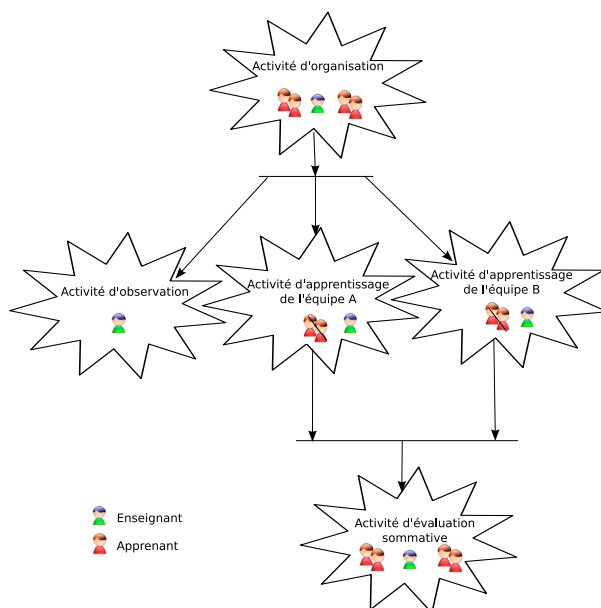 Activité d'organisation
Activité d'observation
Activité d'apprentissage
de l'équipe A
Activité d'apprentissage
de l'équipe B
Activité d'évaluation
sommative
Enseignant
Apprenant